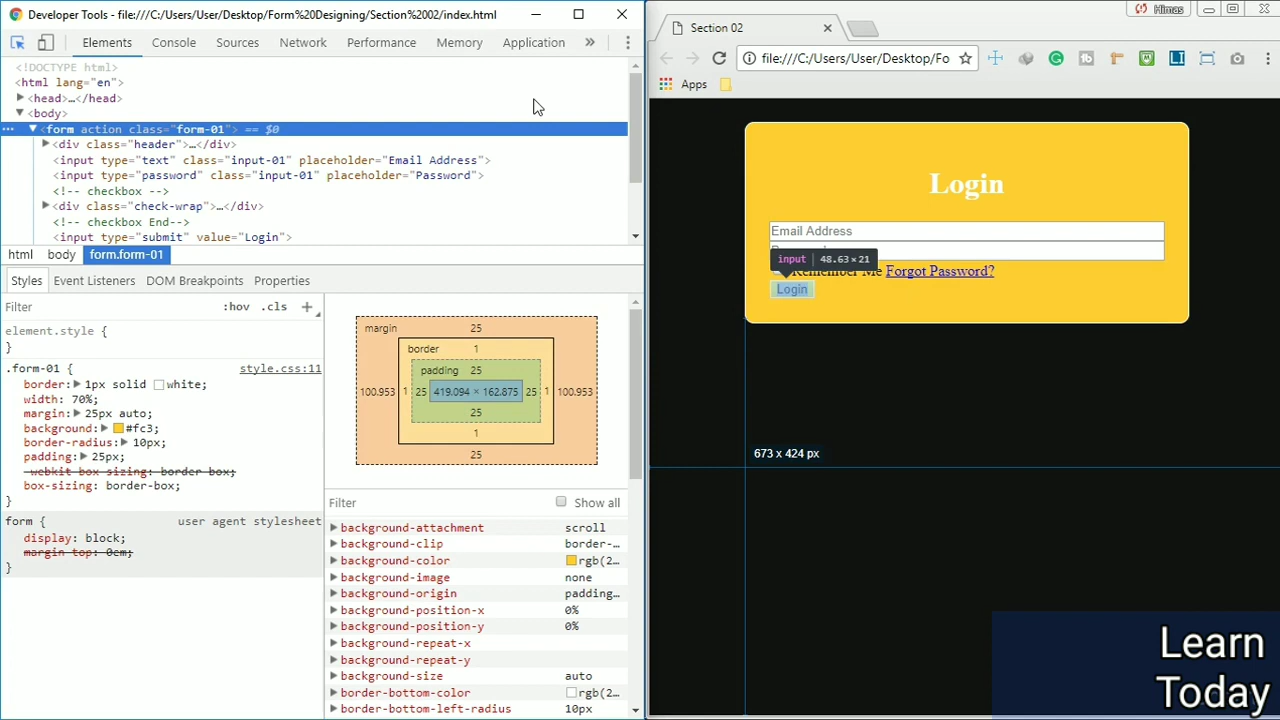 Developer Tools - file:///C:/Users/User/Desktop/Form%20Designing/Section%2002/index.html
Elements Console Sources Network Performance Memory Application »
<!DOCTYPE html>
<html lang="en">
<head>…</head>
<body>
<form action class="form-01"> == $0
<div class="header">…</div>
<input type="text" class="input-01" placeholder="Email Address">
<input type="password" class="input-01" placeholder="Password">
<!-- checkbox -->
<div class="check-wrap">…</div>
<!-- checkbox End-->
<input type="submit" value="Login">
html body form.form-01
Styles Event Listeners DOM Breakpoints Properties
Filter :hov .cls +
element.style {
}
.form-01 { style.css:11
border: 1px solid white;
width: 70%;
margin: 25px auto;
background: #fc3;
border-radius: 10px;
padding: 25px;
-webkit-box-sizing: border-box;
box-sizing: border-box;
}
form { user agent stylesheet
display: block;
margin-top: 0em;
}
margin 25
border 1
padding 25
100.953 1 25 419.094 × 162.875 25 1 100.953
25
1
25
Filter Show all
background-attachment scroll
background-clip border-…
background-color rgb(2…
background-image none
background-origin padding…
background-position-x 0%
background-position-y 0%
background-repeat-x
background-repeat-y
background-size auto
border-bottom-color rgb(2…
border-bottom-left-radius 10px
Himas
Section 02
file:///C:/Users/User/Desktop/Fo
Apps
Login
Email Address
input 48.63×21
Remember Me Forgot Password?
Login
673 x 424 px
Learn
Today